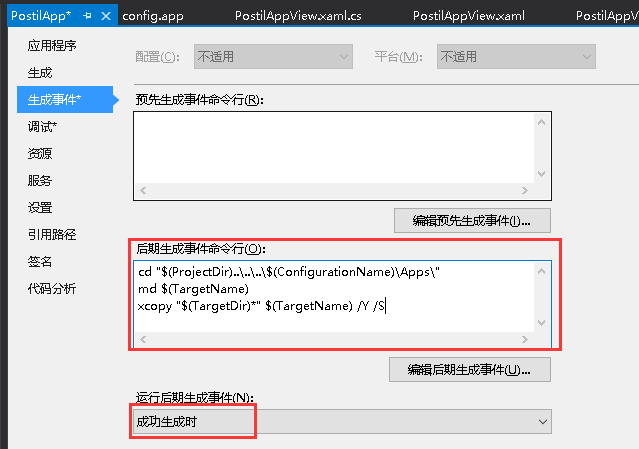 PostilApp* config.app PostilAppView.xaml.cs PostilAppView.xaml PostilAppV
应用程序
配置(C): 不适用 平台(M): 不适用
生成
生成事件*
预先生成事件命令行(R):
调试*
资源
服务
设置
编辑预先生成事件(I)...
引用路径
后期生成事件命令行(O):
签名
cd "$(ProjectDir)..\..\..\$(ConfigurationName)\Apps\"
代码分析
md $(TargetName)
xcopy "$(TargetDir)*" $(TargetName) /Y /S
编辑后期生成事件(U)...
运行后期生成事件(N):
成功生成时